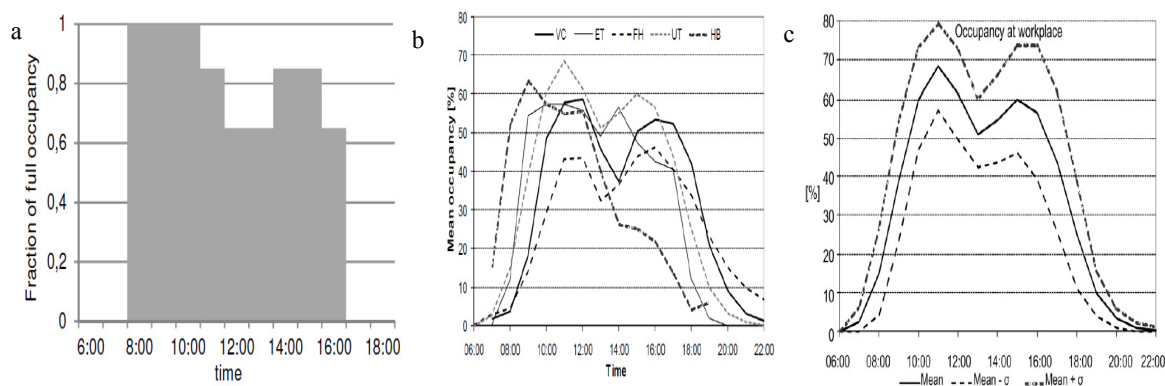 a
Fraction of full occupancy
1
0,8
0,6
0,4
0,2
0
6:00 8:00 10:00 12:00 14:00 16:00 18:00
time
b
Mean occupancy [%]
VC ET FH UT HB
80
70
60
50
40
30
20
10
0
06:00 08:00 10:00 12:00 14:00 16:00 18:00 20:00 22:00
Time
c
Occupancy at workplace
[%]
80
70
60
50
40
30
20
10
0
06:00 08:00 10:00 12:00 14:00 16:00 18:00 20:00 22:00
Mean Mean - σ Mean + σ